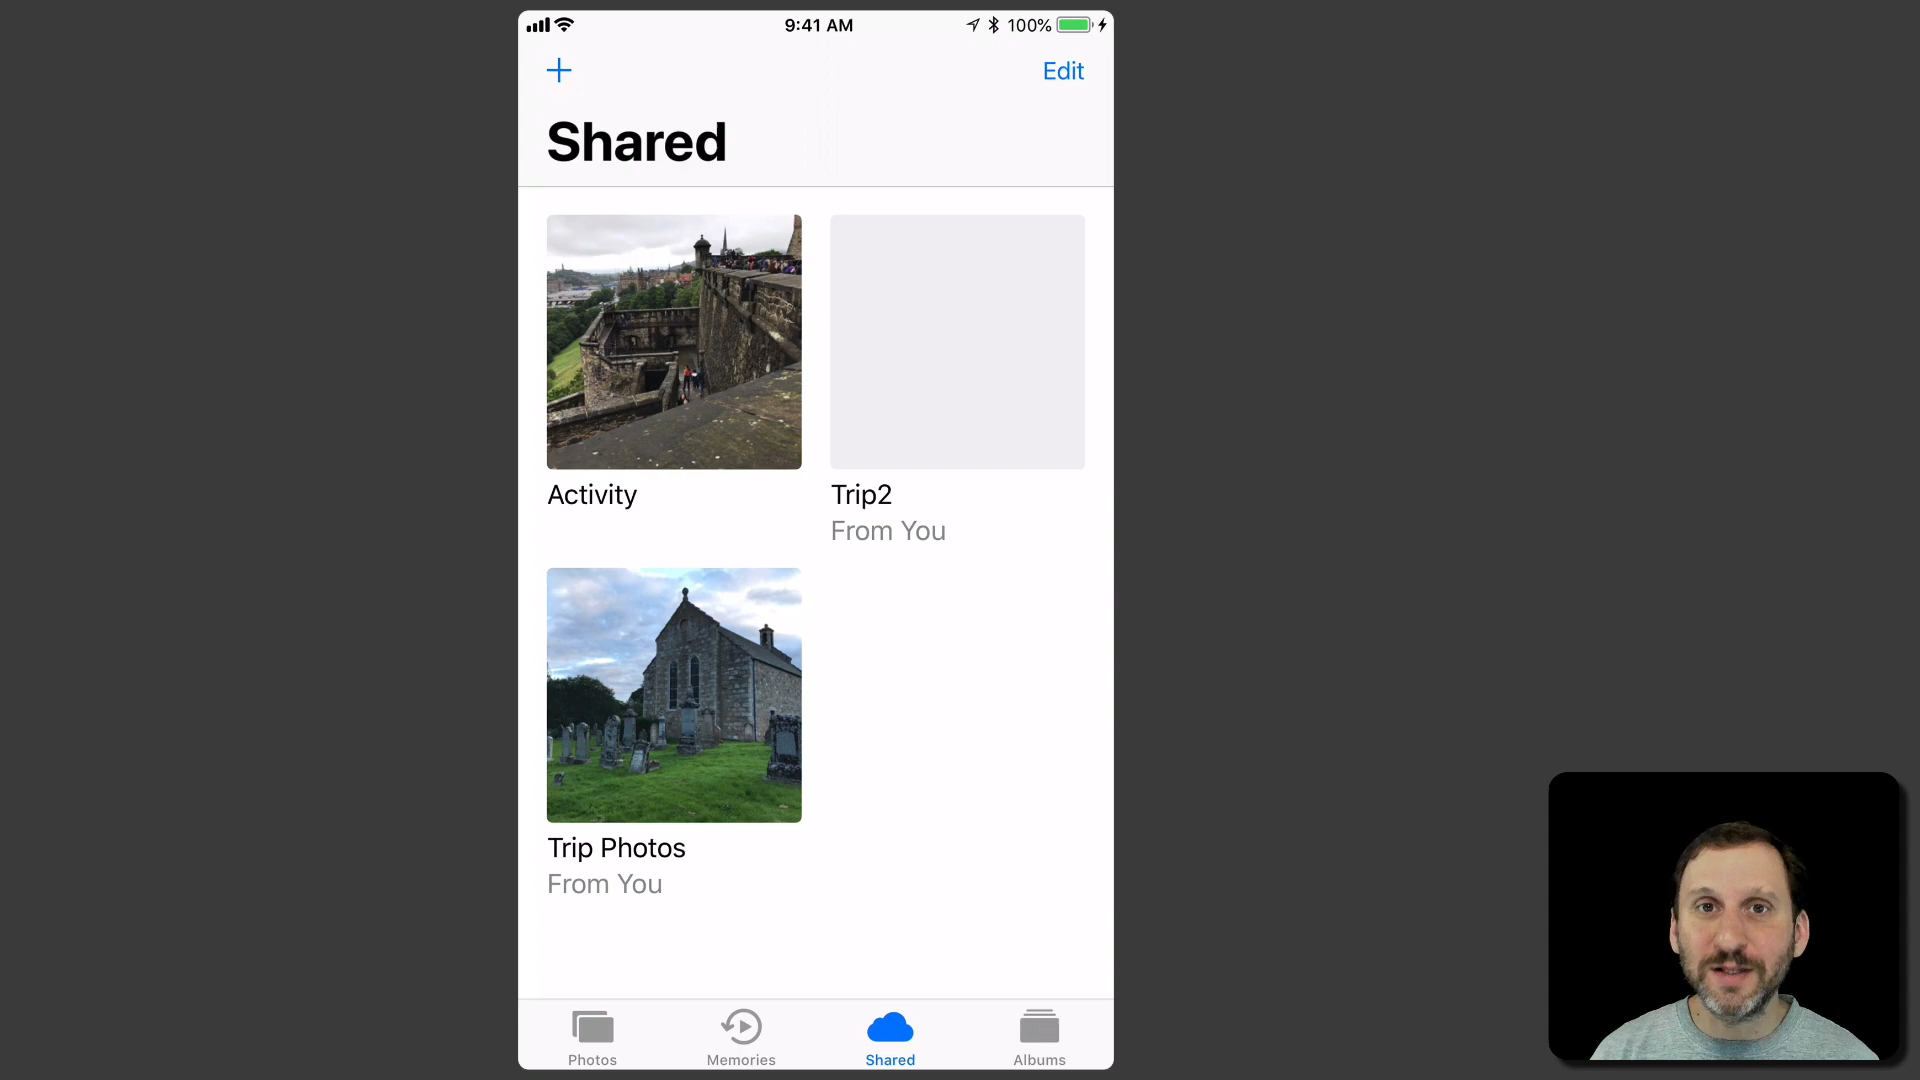 9:41 AM
100%
Edit
Shared
Activity
Trip2
From You
Trip Photos
From You
Photos
Memories
Shared
Albums